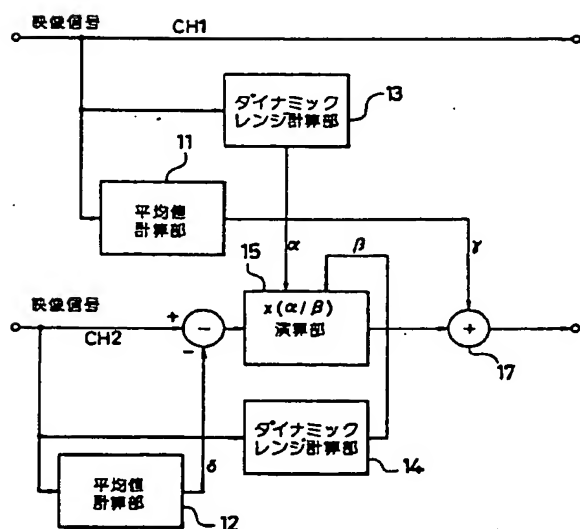 映像信号
CH1
ダイナミック
レンジ計算部
13
11
平均値
計算部
α
β
γ
15
映像信号
+
−
−
x(α/β)
演算部
+
CH2
17
δ
ダイナミック
レンジ計算部
14
平均値
計算部
12